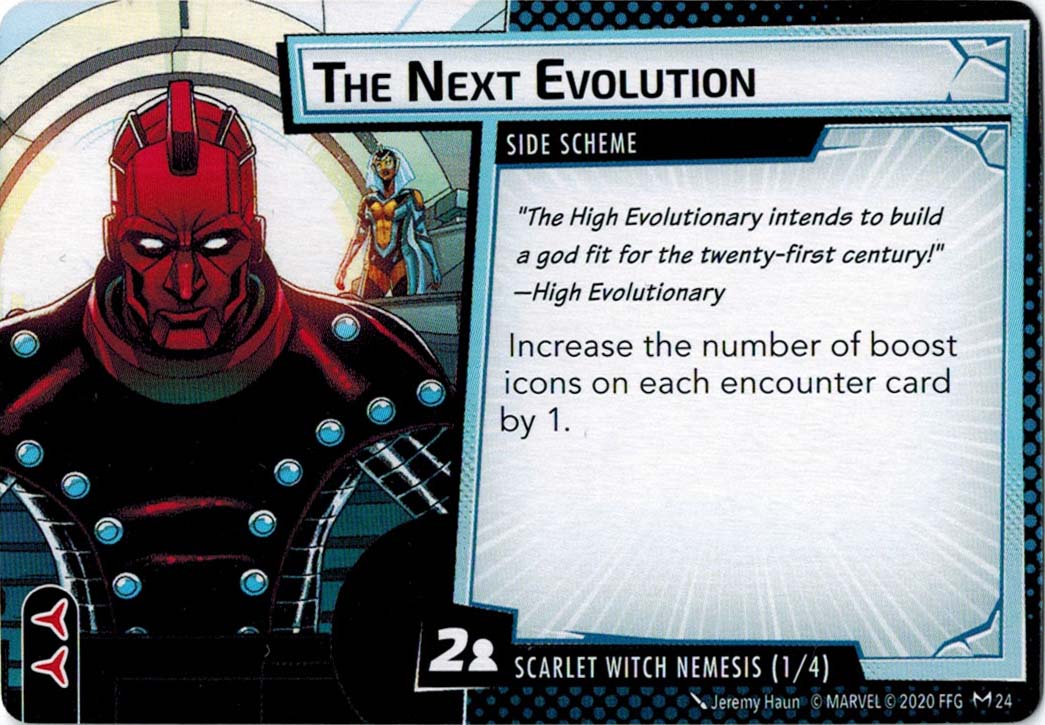 THE NEXT EVOLUTION
SIDE SCHEME
"The High Evolutionary intends to build
a god fit for the twenty-first century!"
—High Evolutionary
Increase the number of boost
icons on each encounter card
by 1.
2
SCARLET WITCH NEMESIS (1/4)
Jeremy Haun © MARVEL © 2020 FFG 24